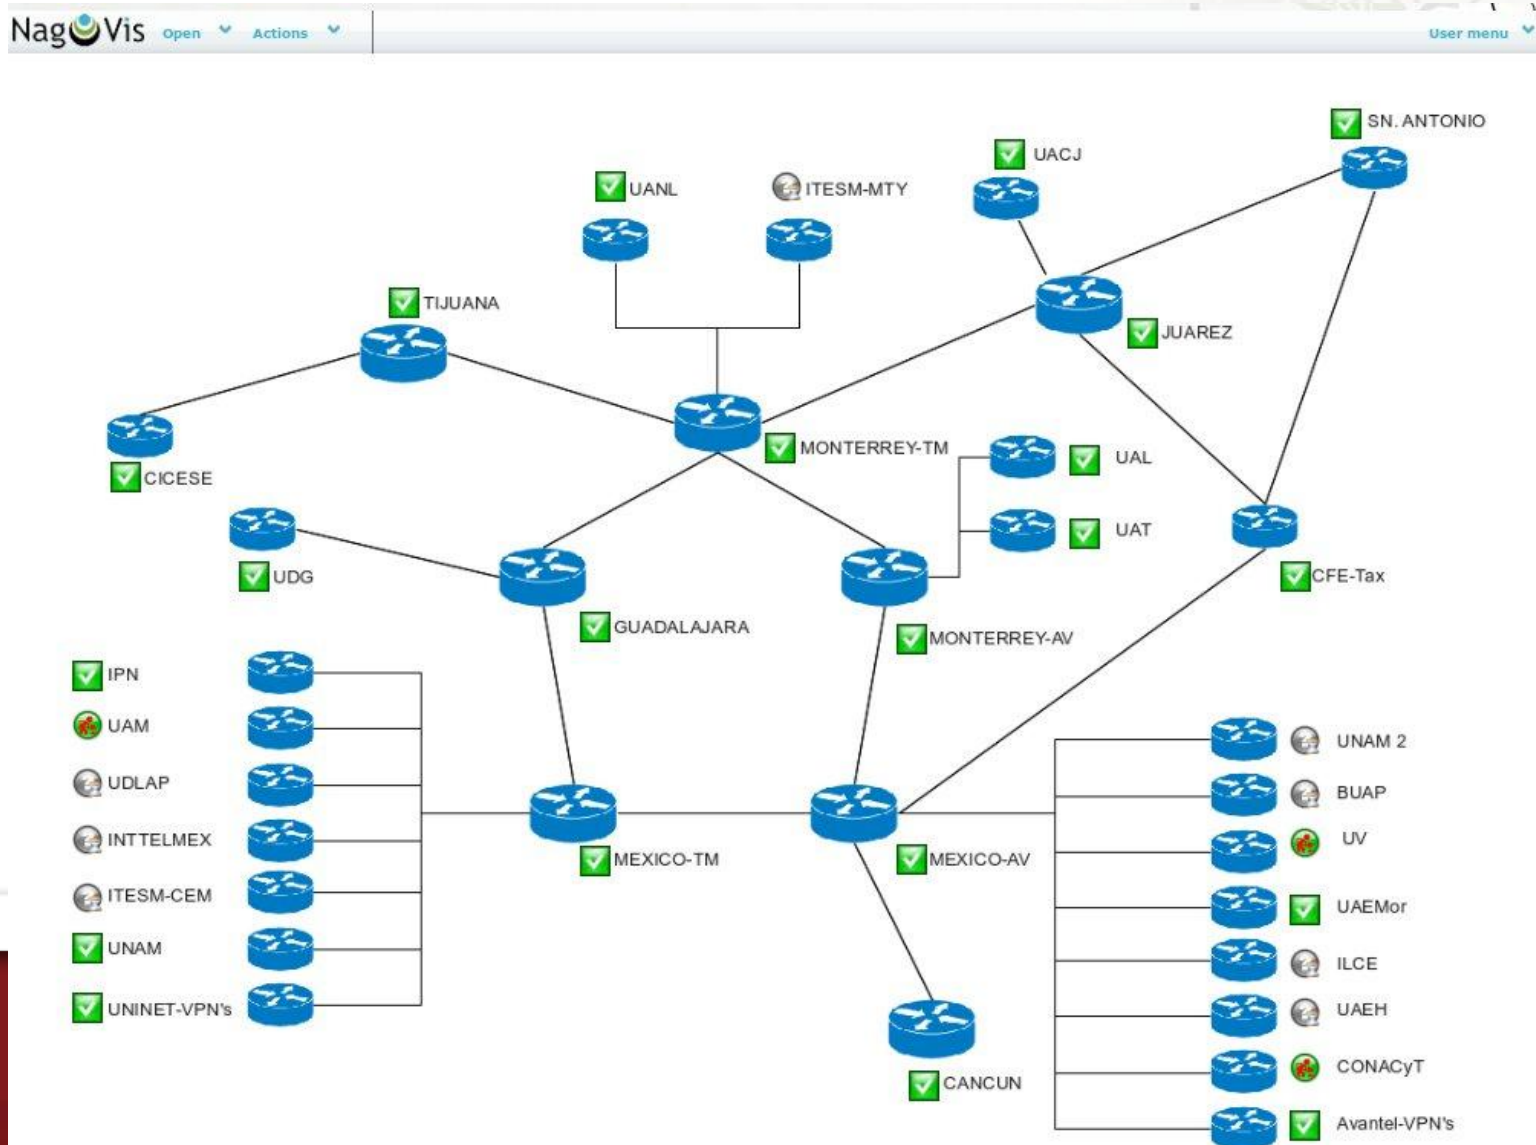 NagVis Open Actions User menu
SN. ANTONIO
UACJ
UANL
ITESM-MTY
TIJUANA
JUAREZ
MONTERREY-TM
UAL
CICESE
UAT
UDG
CFE-Tax
GUADALAJARA
MONTERREY-AV
IPN
UAM
UDLAP
INTTELMEX
ITESM-CEM
UNAM
UNINET-VPN's
MEXICO-TM
MEXICO-AV
CANCUN
UNAM 2
BUAP
UV
UAEMor
ILCE
UAEH
CONACyT
Avantel-VPN's